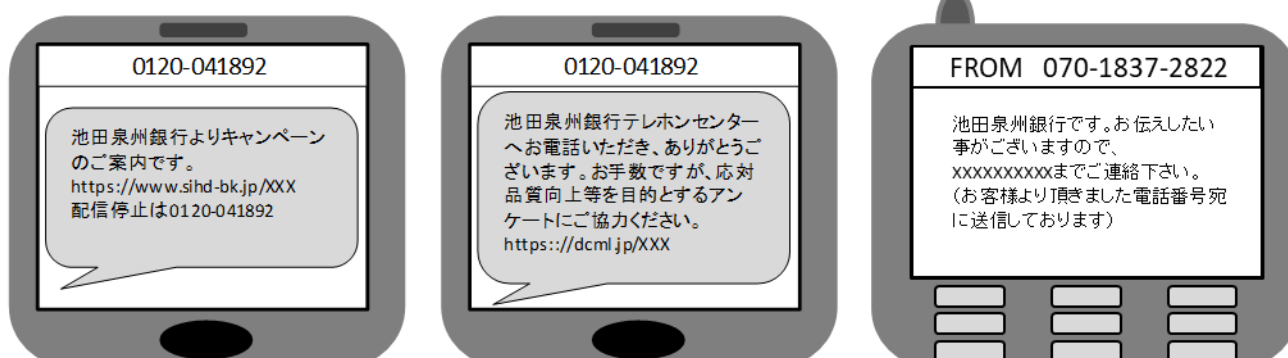 0120-041892
池田泉州銀行よりキャンペーン
のご案内です。
https://www.sihd-bk.jp/XXX
配信停止は0120-041892
0120-041892
池田泉州銀行テレホンセンター
へお電話いただき、ありがとうご
ざいます。お手数ですが、応対
品質向上等を目的とするアン
ケートにご協力ください。
https:://dcml.jp/XXX
FROM 070-1837-2822
池田泉州銀行です。お伝えしたい
事がございますので、
xxxxxxxxxxまでご連絡下さい。
（お客様より頂きました電話番号宛
に送信しております）